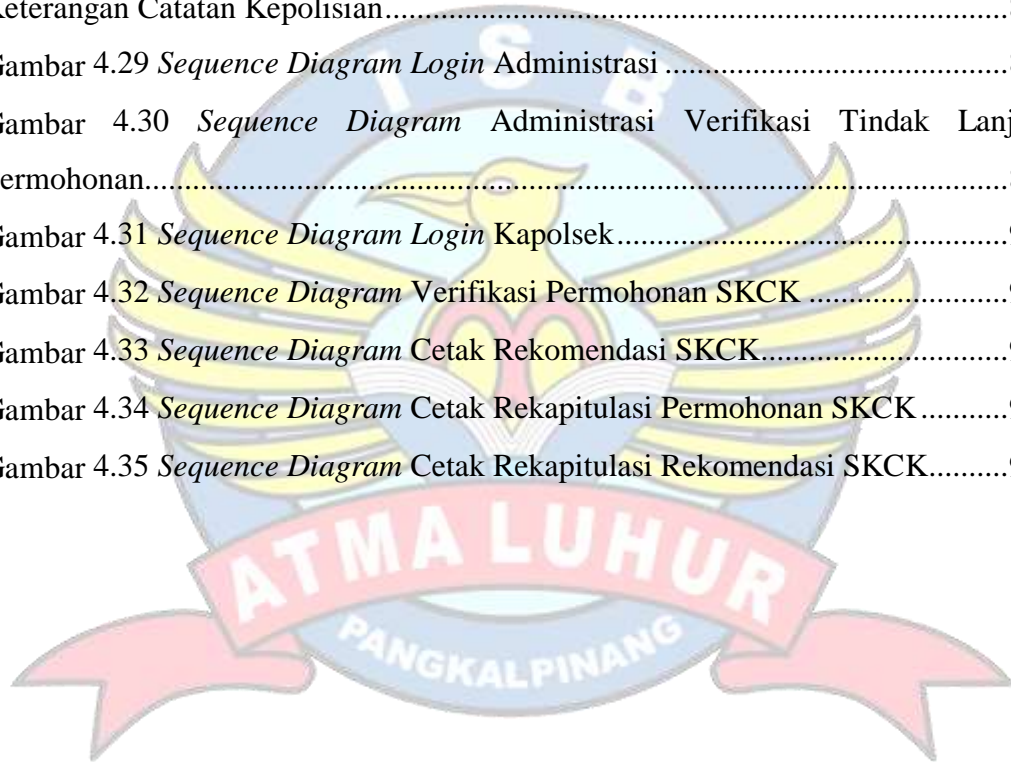 Keterangan Catatan Kepolisian
Gambar 4.29 Sequence Diagram Login Administrasi
Gambar 4.30 Sequence Diagram Administrasi Verifikasi Tindak Lanj
ermohonan
Gambar 4.31 Sequence Diagram Login Kapolsek
Gambar 4.32 Sequence Diagram Verifikasi Permohonan SKCK
Gambar 4.33 Sequence Diagram Cetak Rekomendasi SKCK
Gambar 4.34 Sequence Diagram Cetak Rekapitulasi Permohonan SKCK
Gambar 4.35 Sequence Diagram Cetak Rekapitulasi Rekomendasi SKCK
ISB
ATMA LUHUR
PANGKALPINANG